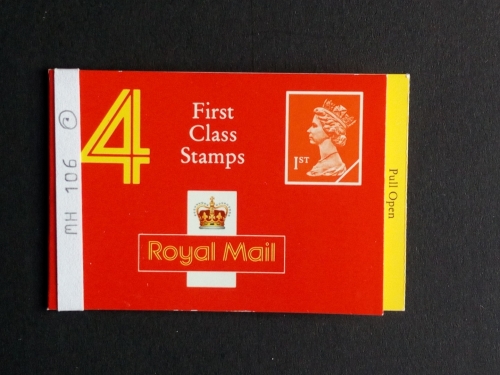 4
First
Class
Stamps
1ST
Royal Mail
Pull Open
MH 106